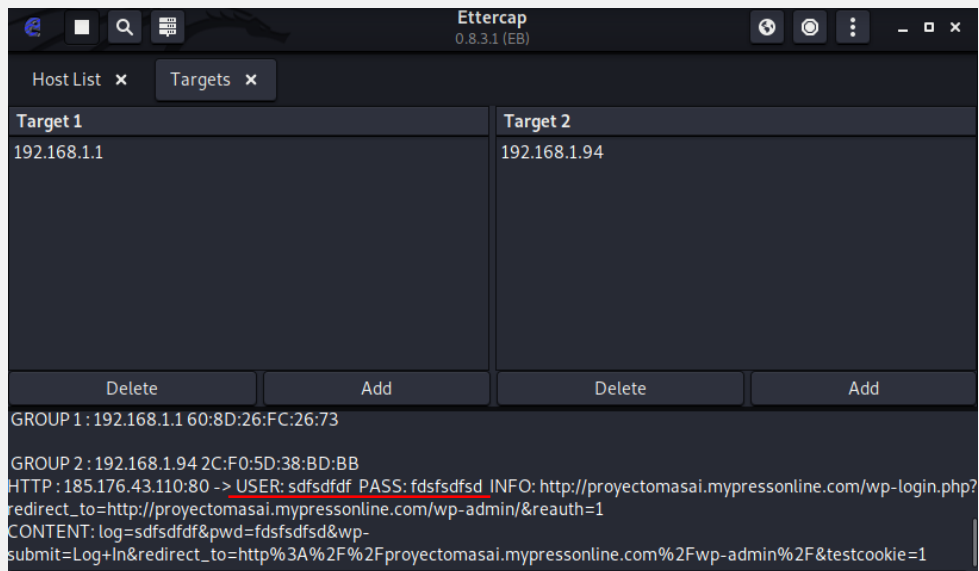 Ettercap
0.8.3.1 (EB)
Host List
Targets
Target 1
Target 2
192.168.1.1
192.168.1.94
Delete
Add
Delete
Add
GROUP 1 : 192.168.1.1 60:8D:26:FC:26:73
GROUP 2 : 192.168.1.94 2C:F0:5D:38:BD:BB
HTTP : 185.176.43.110:80 -> USER: sdfsdfdf PASS: fdsfsdfsd INFO: http://proyectomasai.mypressonline.com/wp-login.php?
redirect_to=http://proyectomasai.mypressonline.com/wp-admin/&reauth=1
CONTENT: log=sdfsdfdf&pwd=fdsfsdfsd&wp-
submit=Log+In&redirect_to=http%3A%2F%2Fproyectomasai.mypressonline.com%2Fwp-admin%2F&testcookie=1